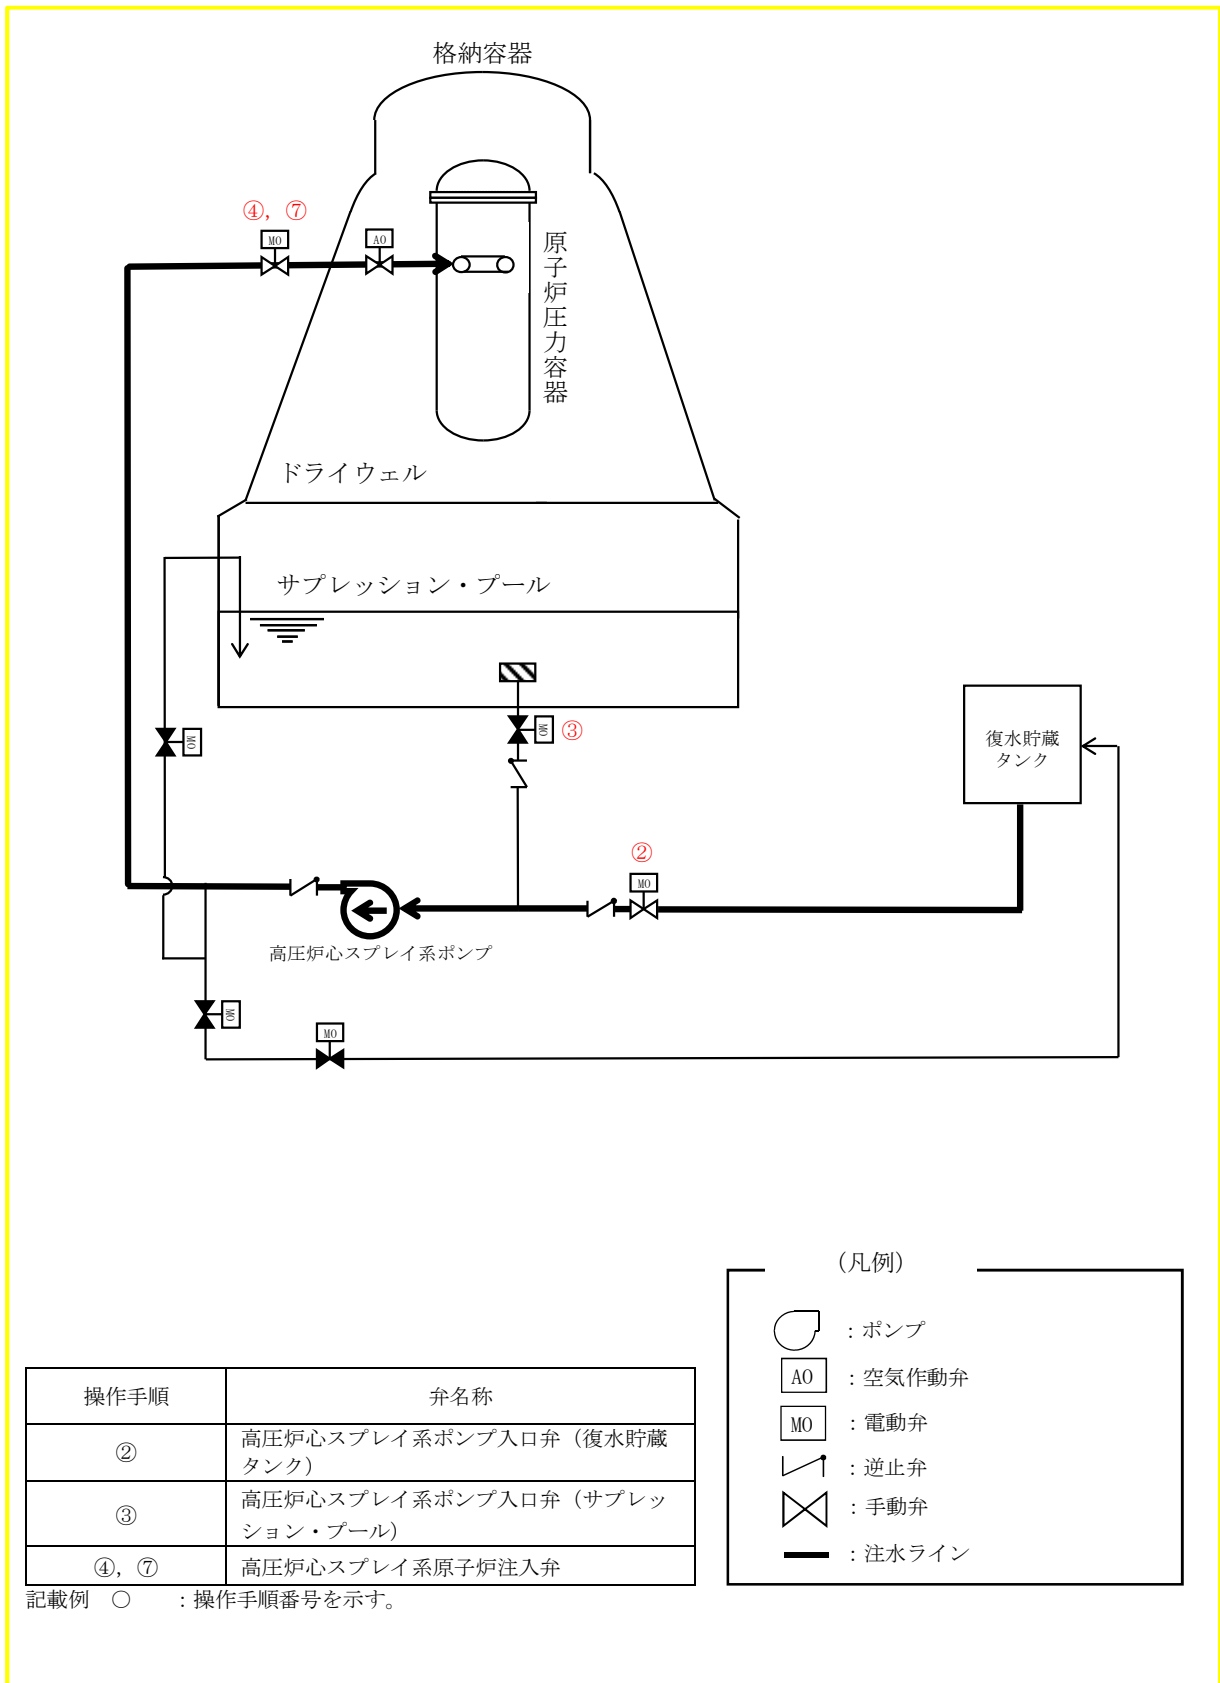 格納容器
④，⑦
MO
AO
原子炉圧力容器
ドライウェル
サプレッション・プール
MO
MO
③
復水貯蔵
タンク
②
MO
高圧炉心スプレイ系ポンプ
MO
MO
（凡例）
：ポンプ
AO ：空気作動弁
MO ：電動弁
：逆止弁
：手動弁
：注水ライン
操作手順 弁名称
② 高圧炉心スプレイ系ポンプ入口弁（復水貯蔵
タンク）
③ 高圧炉心スプレイ系ポンプ入口弁（サプレッ
ション・プール）
④，⑦ 高圧炉心スプレイ系原子炉注入弁
記載例　○　　：操作手順番号を示す。